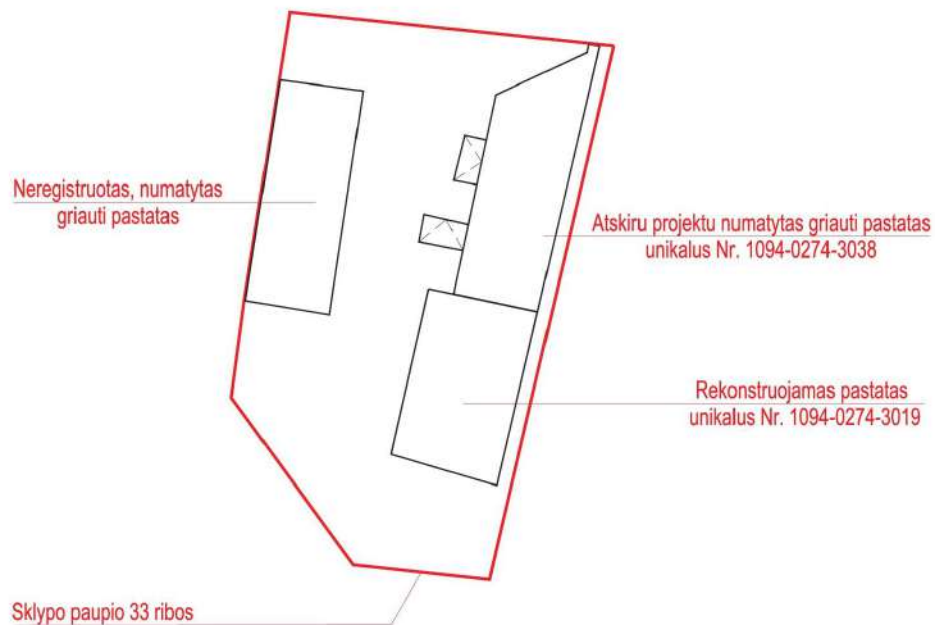 Neregistruotas, numatytas
griauti pastatas
Atskiru projektu numatytas griauti pastatas
unikalus Nr. 1094-0274-3038
Rekonstruojamas pastatas
unikalus Nr. 1094-0274-3019
Sklypo paupio 33 ribos